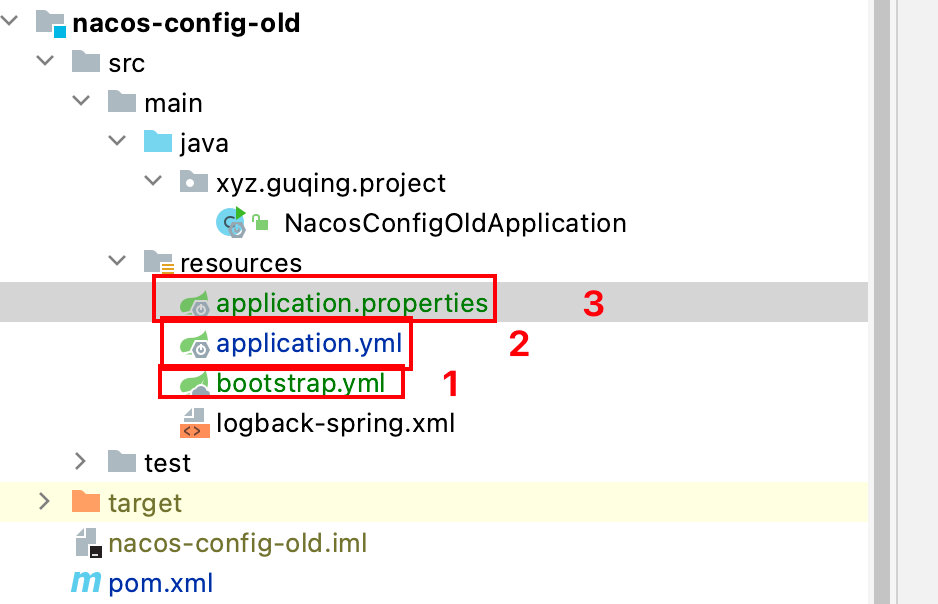 nacos-config-old
src
main
java
xyz.guqing.project
NacosConfigOldApplication
resources
application.properties 3
application.yml 2
bootstrap.yml 1
logback-spring.xml
test
target
nacos-config-old.iml
pom.xml